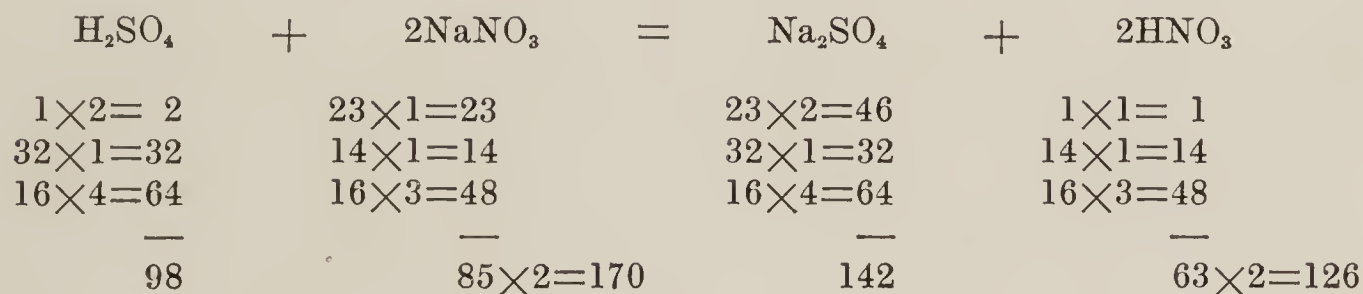 H₂SO₄ + 2NaNO₃ = Na₂SO₄ + 2HNO₃
1×2= 2 23×1=23 23×2=46 1×1= 1
32×1=32 14×1=14 32×1=32 14×1=14
16×4=64 16×3=48 16×4=64 16×3=48
98 85×2=170 142 63×2=126